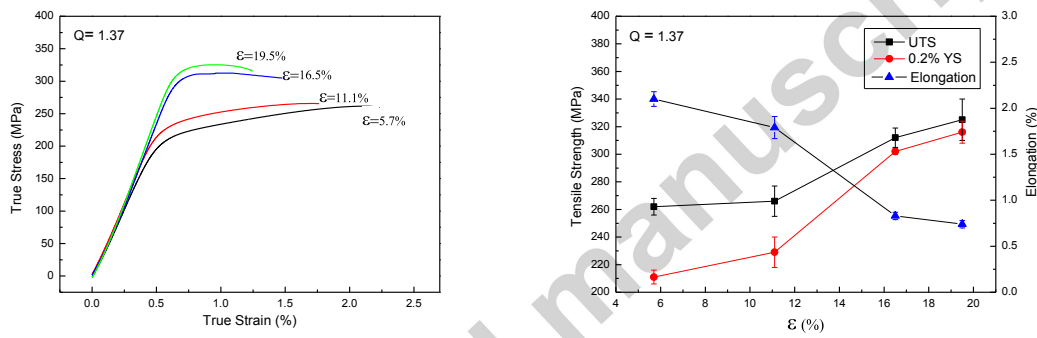 Q= 1.37
ε=19.5%
ε=16.5%
ε=11.1%
ε=5.7%
400
350
300
250
200
150
100
50
0
0.0 0.5 1.0 1.5 2.0 2.5
True Stress (MPa)
True Strain (%)
Q = 1.37
UTS
0.2% YS
Elongation
400
380
360
340
320
300
280
260
240
220
210
200
3.0
2.5
2.0
1.5
1.0
0.5
0.0
4 6 8 10 12 14 16 18 20
Tensile Strength (MPa)
Elongation (%)
ε (%)
manuscri